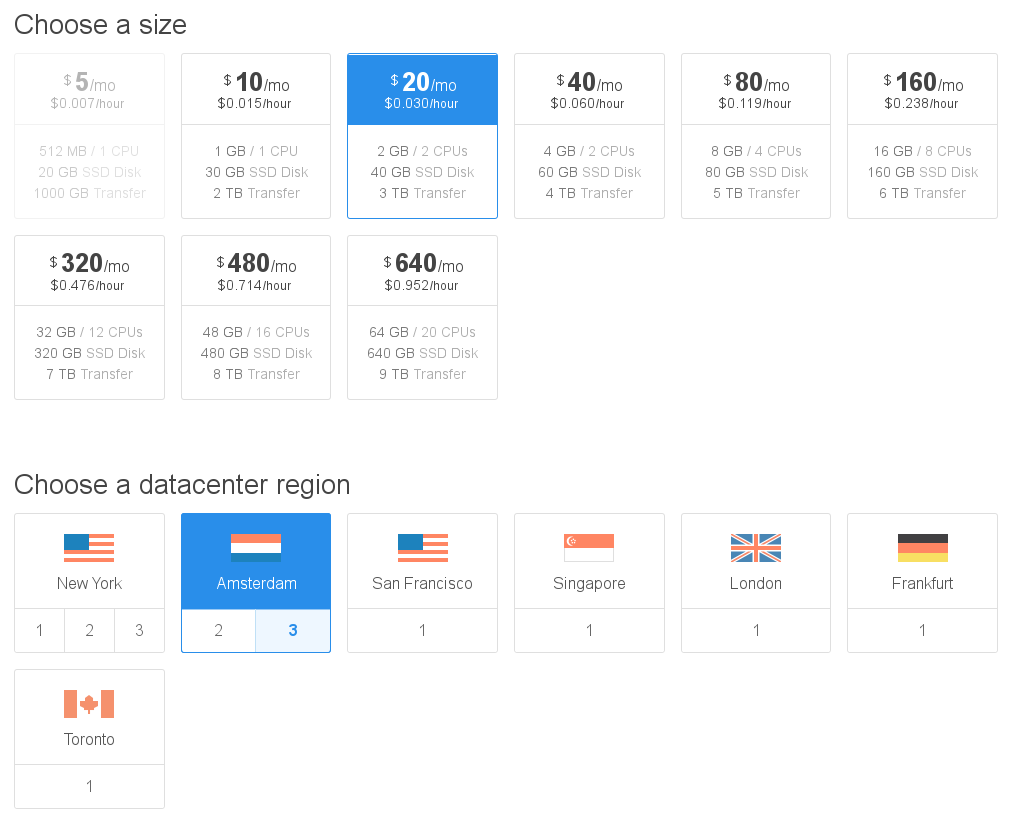 Choose a size
$ 5/mo
$0.007/hour
512 MB / 1 CPU
20 GB SSD Disk
1000 GB Transfer
$ 10/mo
$0.015/hour
1 GB / 1 CPU
30 GB SSD Disk
2 TB Transfer
$ 20/mo
$0.030/hour
2 GB / 2 CPUs
40 GB SSD Disk
3 TB Transfer
$ 40/mo
$0.060/hour
4 GB / 2 CPUs
60 GB SSD Disk
4 TB Transfer
$ 80/mo
$0.119/hour
8 GB / 4 CPUs
80 GB SSD Disk
5 TB Transfer
$ 160/mo
$0.238/hour
16 GB / 8 CPUs
160 GB SSD Disk
6 TB Transfer
$ 320/mo
$0.476/hour
32 GB / 12 CPUs
320 GB SSD Disk
7 TB Transfer
$ 480/mo
$0.714/hour
48 GB / 16 CPUs
480 GB SSD Disk
8 TB Transfer
$ 640/mo
$0.952/hour
64 GB / 20 CPUs
640 GB SSD Disk
9 TB Transfer
Choose a datacenter region
New York
1 2 3
Amsterdam
2 3
San Francisco
1
Singapore
1
London
1
Frankfurt
1
Toronto
1